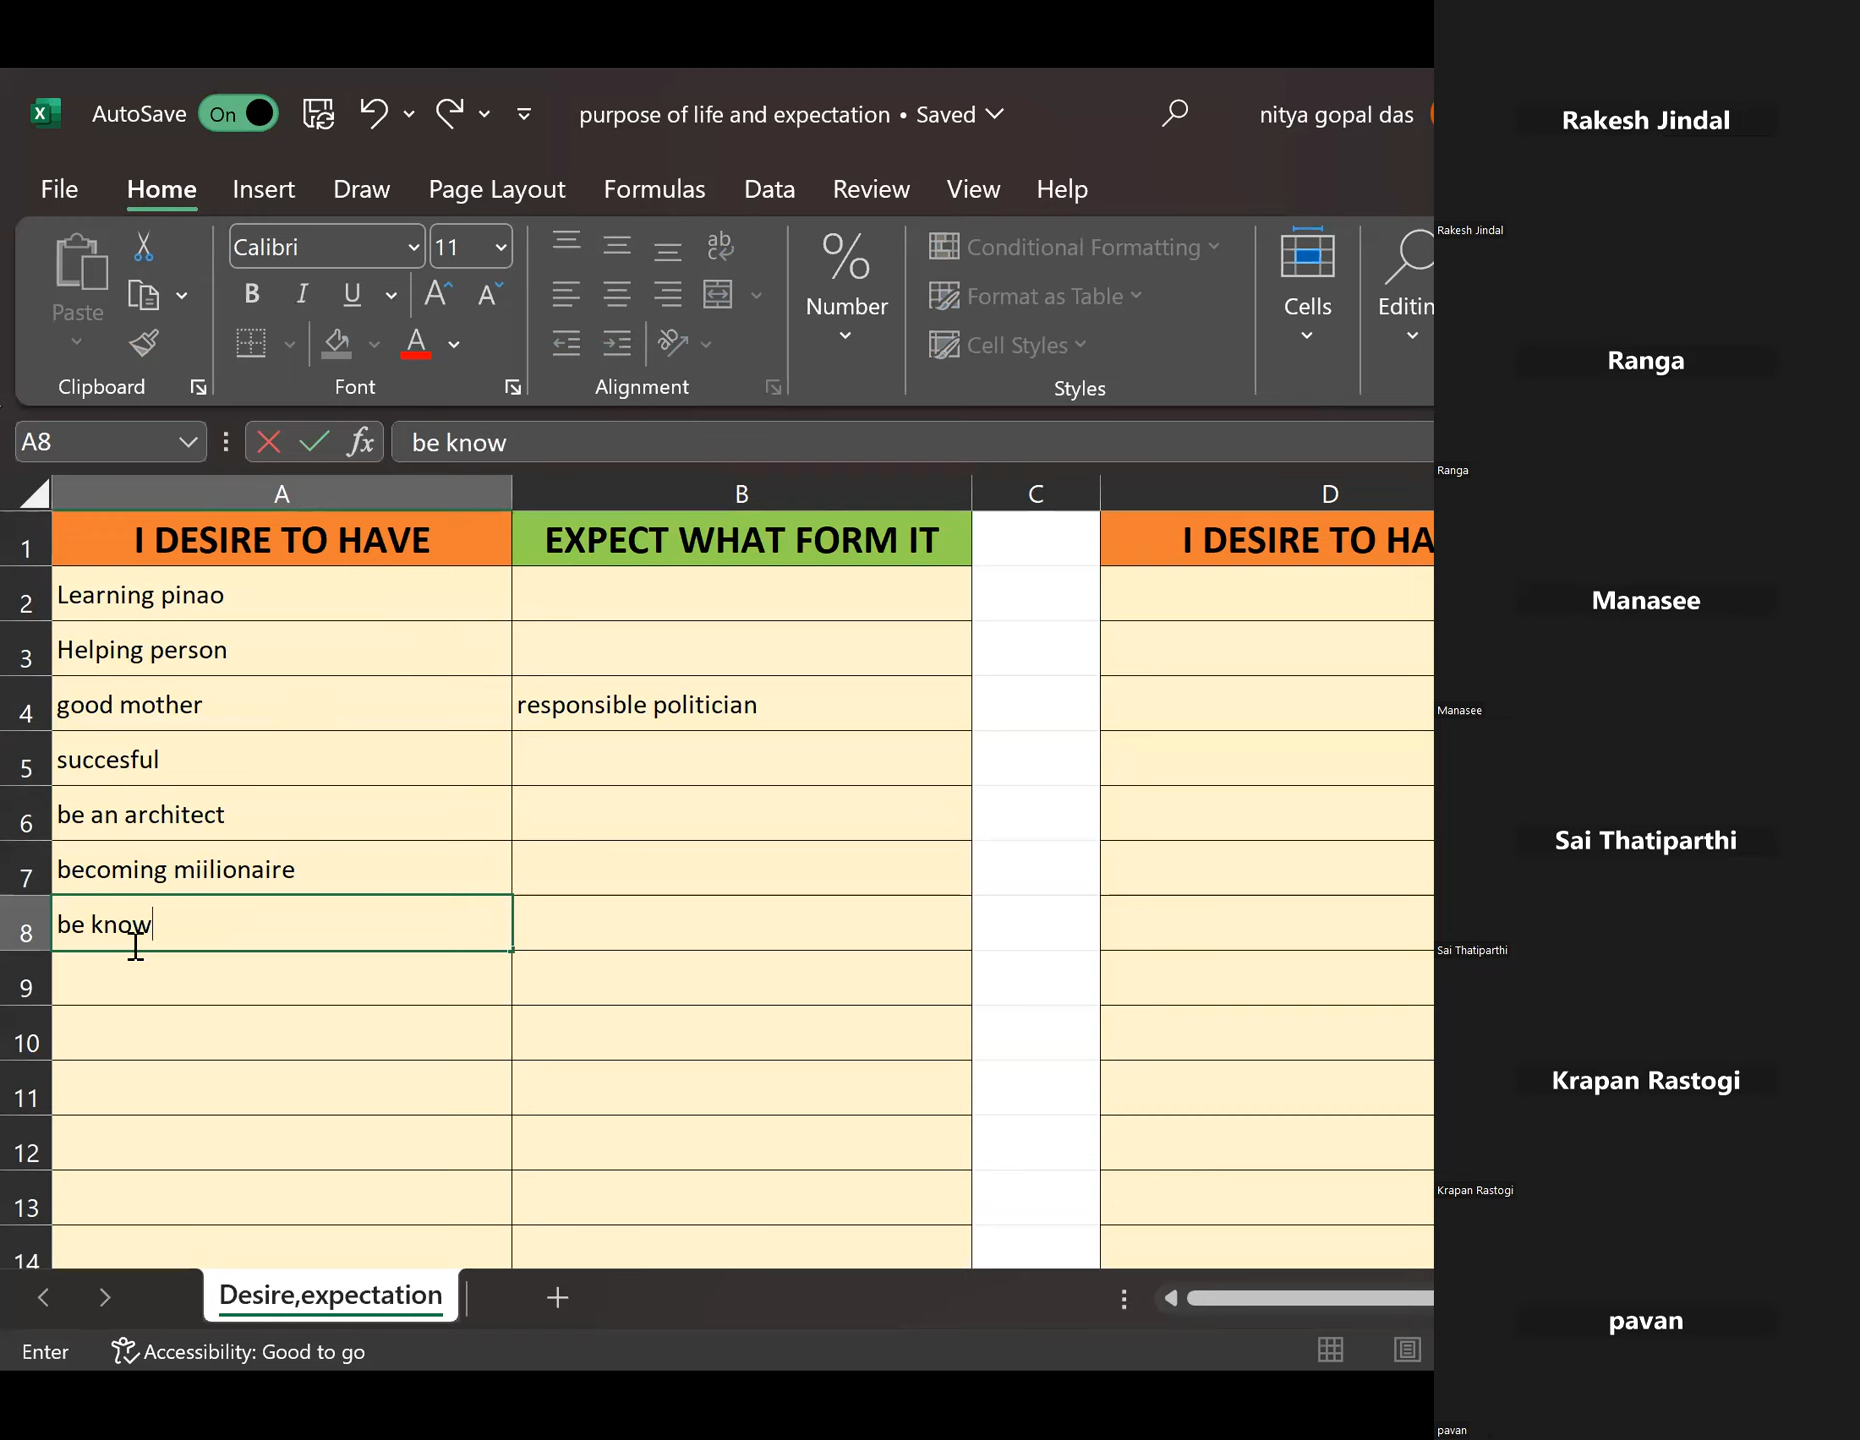 AutoSave On purpose of life and expectation • Saved nitya gopal das
File Home Insert Draw Page Layout Formulas Data Review View Help
Paste
Clipboard
Calibri 11
B I U A A
A
Font
ab
Alignment
%
Number
Conditional Formatting
Format as Table
Cell Styles
Styles
Cells
Editin
A8 fx be know
A B C D
1 I DESIRE TO HAVE EXPECT WHAT FORM IT I DESIRE TO HA
2 Learning pinao
3 Helping person
4 good mother responsible politician
5 succesful
6 be an architect
7 becoming miilionaire
8 be know
9
10
11
12
13
14
Desire,expectation
Enter Accessibility: Good to go
Rakesh Jindal
Rakesh Jindal
Ranga
Ranga
Manasee
Manasee
Sai Thatiparthi
Sai Thatiparthi
Krapan Rastogi
Krapan Rastogi
pavan
pavan